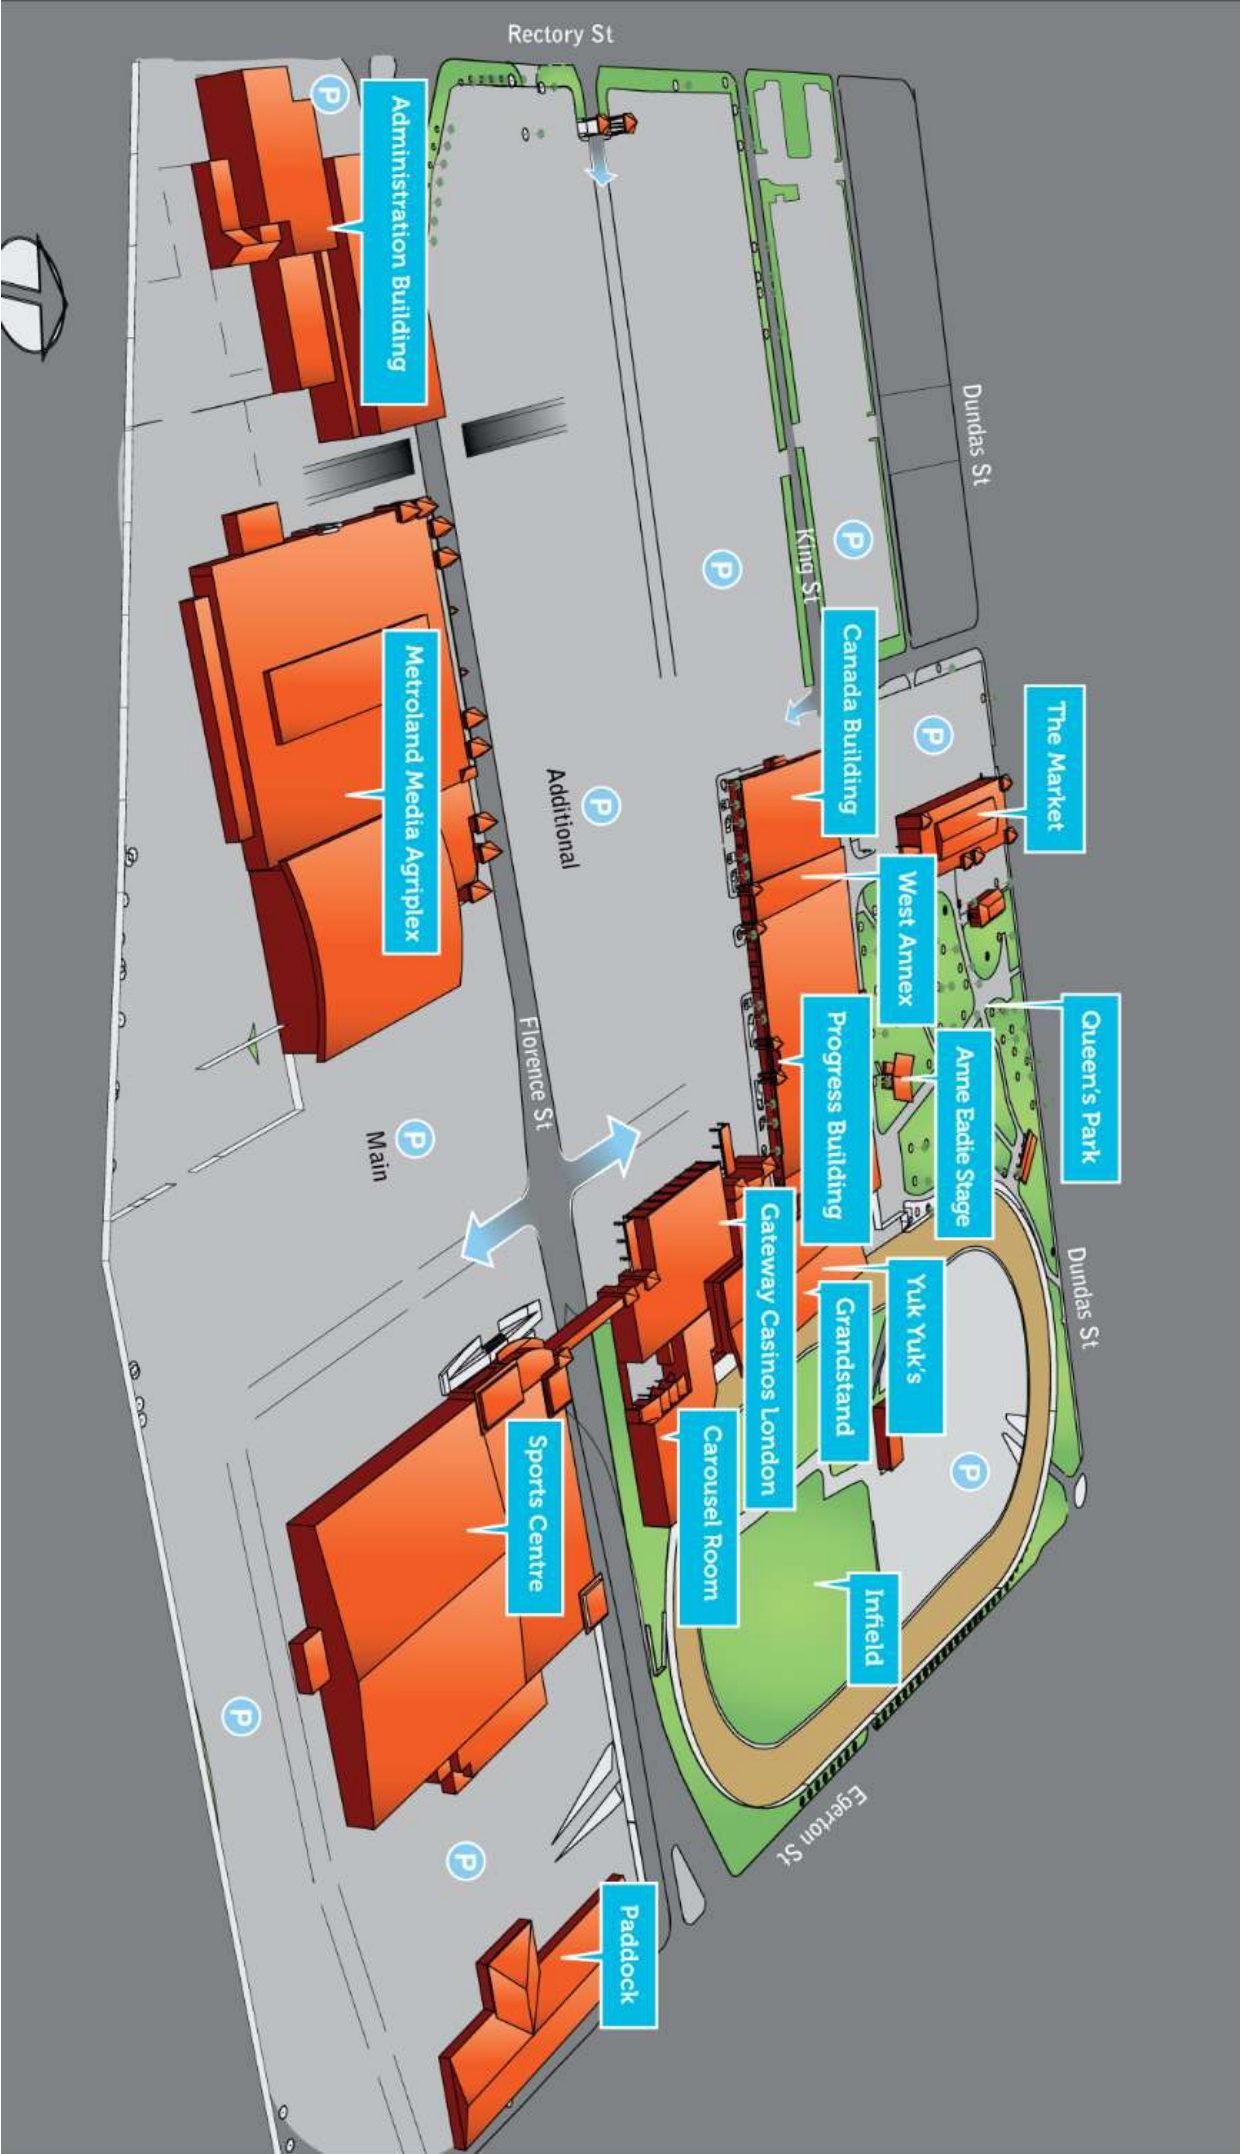 Rectory St
Dundas St
King St
P
P
P
P
P
Additional
P
Main
P
P
P
P
Florence St
Dundas St
Egerton St
Administration Building
Metroland Media Agriplex
Canada Building
The Market
West Annex
Queen's Park
Anne Eadie Stage
Progress Building
Yuk Yuk's
Grandstand
Gateway Casinos London
Carousel Room
Infield
Sports Centre
Paddock